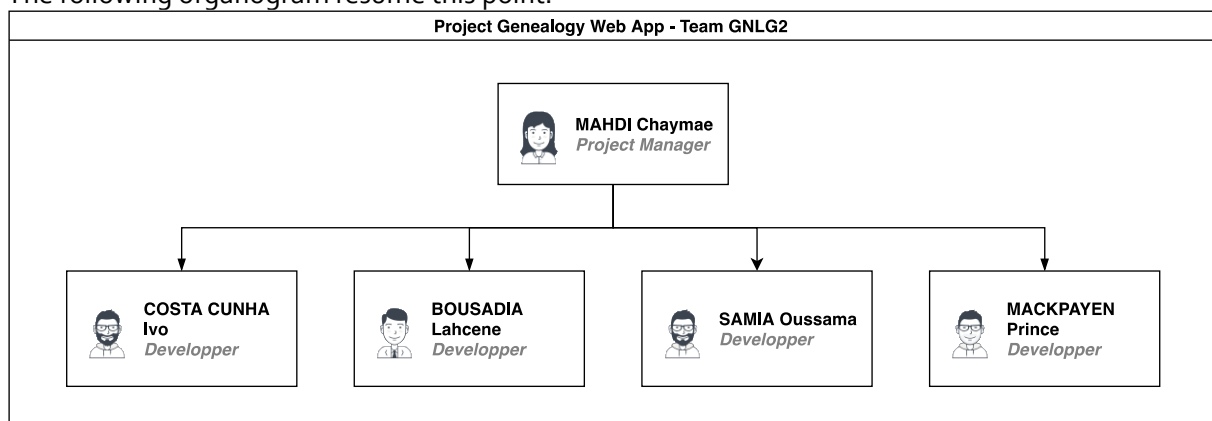 The following organogram resume this point:
Project Genealogy Web App - Team GNLG2
MAHDI Chaymae
Project Manager
COSTA CUNHA
Ivo
Developper
BOUSADIA
Lahcene
Developper
SAMIA Oussama
Developper
MACKPAYEN
Prince
Developper